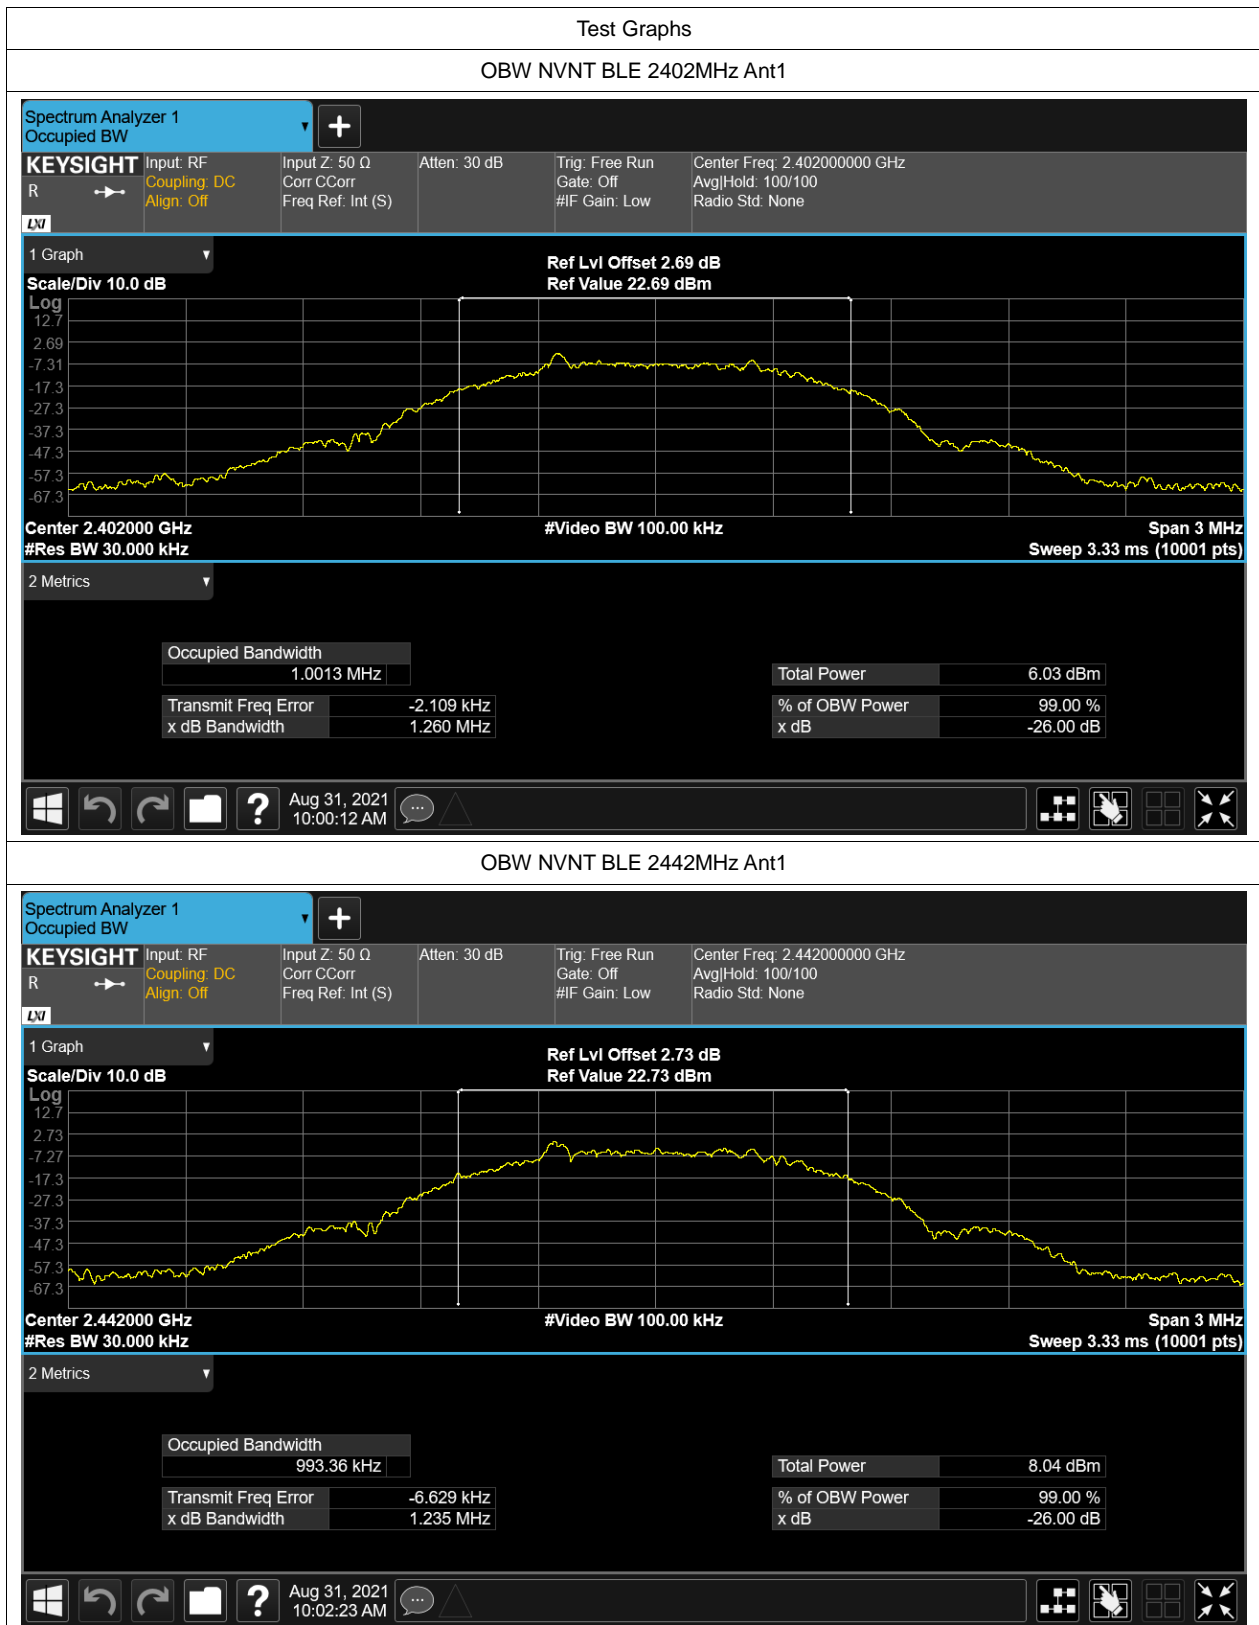 Test Graphs
OBW NVNT BLE 2402MHz Ant1
Spectrum Analyzer 1
Occupied BW
KEYSIGHT
R
LXI
Input: RF
Coupling: DC
Align: Off
Input Z: 50 Ω
Corr CCorr
Freq Ref: Int (S)
Atten: 30 dB
Trig: Free Run
Gate: Off
#IF Gain: Low
Center Freq: 2.402000000 GHz
Avg|Hold: 100/100
Radio Std: None
1 Graph
Scale/Div 10.0 dB
Ref Lvl Offset 2.69 dB
Ref Value 22.69 dBm
Log
12.7
2.69
-7.31
-17.3
-27.3
-37.3
-47.3
-57.3
-67.3
Center 2.402000 GHz
#Video BW 100.00 kHz
Span 3 MHz
#Res BW 30.000 kHz
Sweep 3.33 ms (10001 pts)
2 Metrics
Occupied Bandwidth
1.0013 MHz
Total Power 6.03 dBm
Transmit Freq Error -2.109 kHz
% of OBW Power 99.00 %
x dB Bandwidth 1.260 MHz
x dB -26.00 dB
?
Aug 31, 2021
10:00:12 AM
OBW NVNT BLE 2442MHz Ant1
Spectrum Analyzer 1
Occupied BW
KEYSIGHT
R
LXI
Input: RF
Coupling: DC
Align: Off
Input Z: 50 Ω
Corr CCorr
Freq Ref: Int (S)
Atten: 30 dB
Trig: Free Run
Gate: Off
#IF Gain: Low
Center Freq: 2.442000000 GHz
Avg|Hold: 100/100
Radio Std: None
1 Graph
Scale/Div 10.0 dB
Ref Lvl Offset 2.73 dB
Ref Value 22.73 dBm
Log
12.7
2.73
-7.27
-17.3
-27.3
-37.3
-47.3
-57.3
-67.3
Center 2.442000 GHz
#Video BW 100.00 kHz
Span 3 MHz
#Res BW 30.000 kHz
Sweep 3.33 ms (10001 pts)
2 Metrics
Occupied Bandwidth
993.36 kHz
Total Power 8.04 dBm
Transmit Freq Error -6.629 kHz
% of OBW Power 99.00 %
x dB Bandwidth 1.235 MHz
x dB -26.00 dB
?
Aug 31, 2021
10:02:23 AM